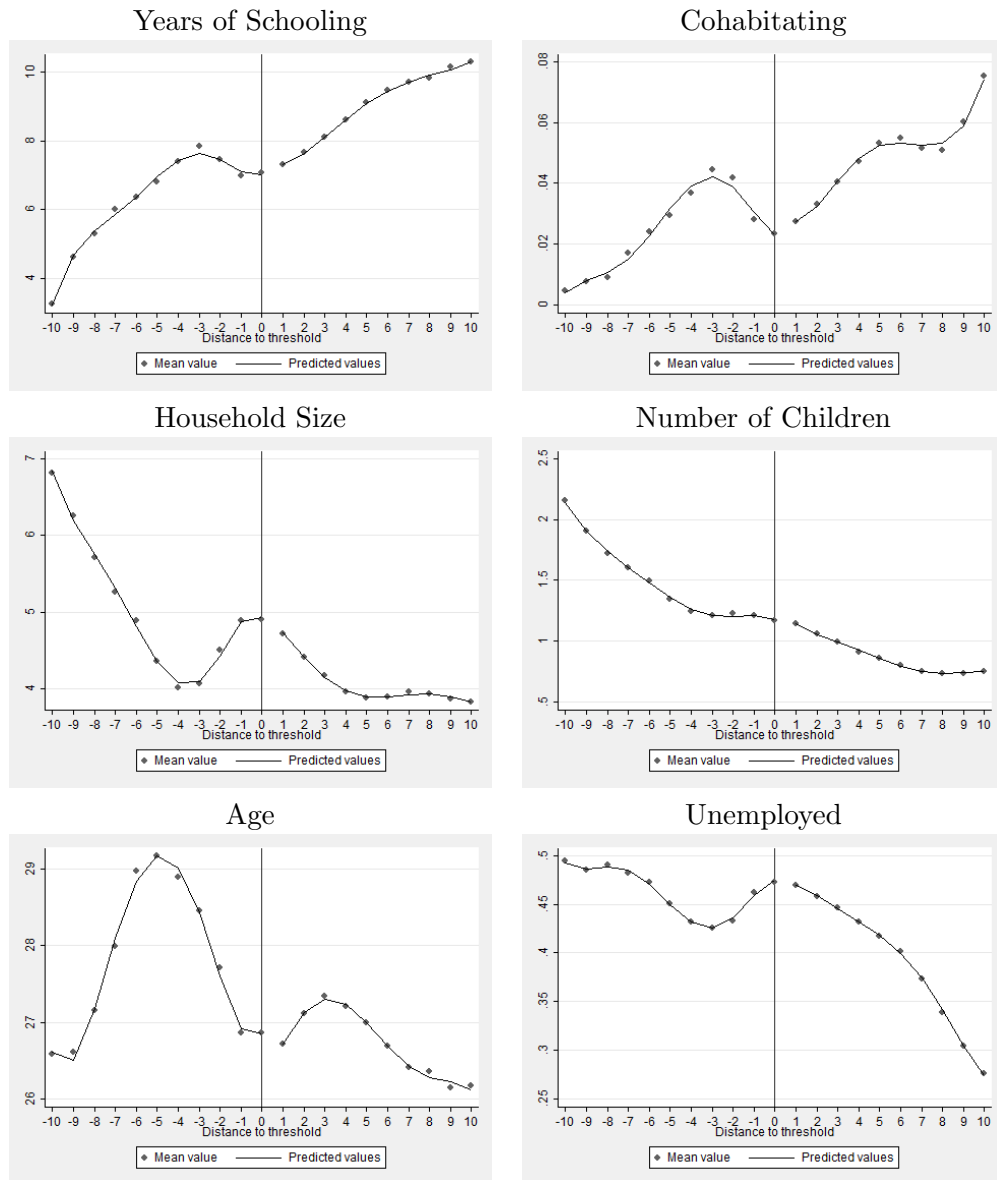 Years of Schooling
10
8
6
4
-10 -9 -8 -7 -6 -5 -4 -3 -2 -1 0 1 2 3 4 5 6 7 8 9 10
Distance to threshold
Mean value Predicted values
Cohabitating
.08
.06
.04
.02
0
-10 -9 -8 -7 -6 -5 -4 -3 -2 -1 0 1 2 3 4 5 6 7 8 9 10
Distance to threshold
Mean value Predicted values
Household Size
7
6
5
4
-10 -9 -8 -7 -6 -5 -4 -3 -2 -1 0 1 2 3 4 5 6 7 8 9 10
Distance to threshold
Mean value Predicted values
Number of Children
2.5
2
1.5
1
.5
-10 -9 -8 -7 -6 -5 -4 -3 -2 -1 0 1 2 3 4 5 6 7 8 9 10
Distance to threshold
Mean value Predicted values
Age
29
28
27
26
-10 -9 -8 -7 -6 -5 -4 -3 -2 -1 0 1 2 3 4 5 6 7 8 9 10
Distance to threshold
Mean value Predicted values
Unemployed
.5
.45
.4
.35
.3
.25
-10 -9 -8 -7 -6 -5 -4 -3 -2 -1 0 1 2 3 4 5 6 7 8 9 10
Distance to threshold
Mean value Predicted values